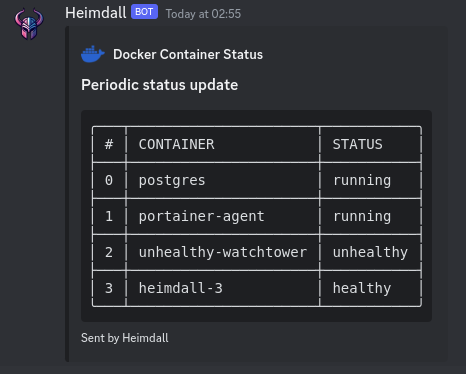 Heimdall BOT Today at 02:55
Docker Container Status
Periodic status update
# CONTAINER STATUS
0 postgres running
1 portainer-agent running
2 unhealthy-watchtower unhealthy
3 heimdall-3 healthy
Sent by Heimdall